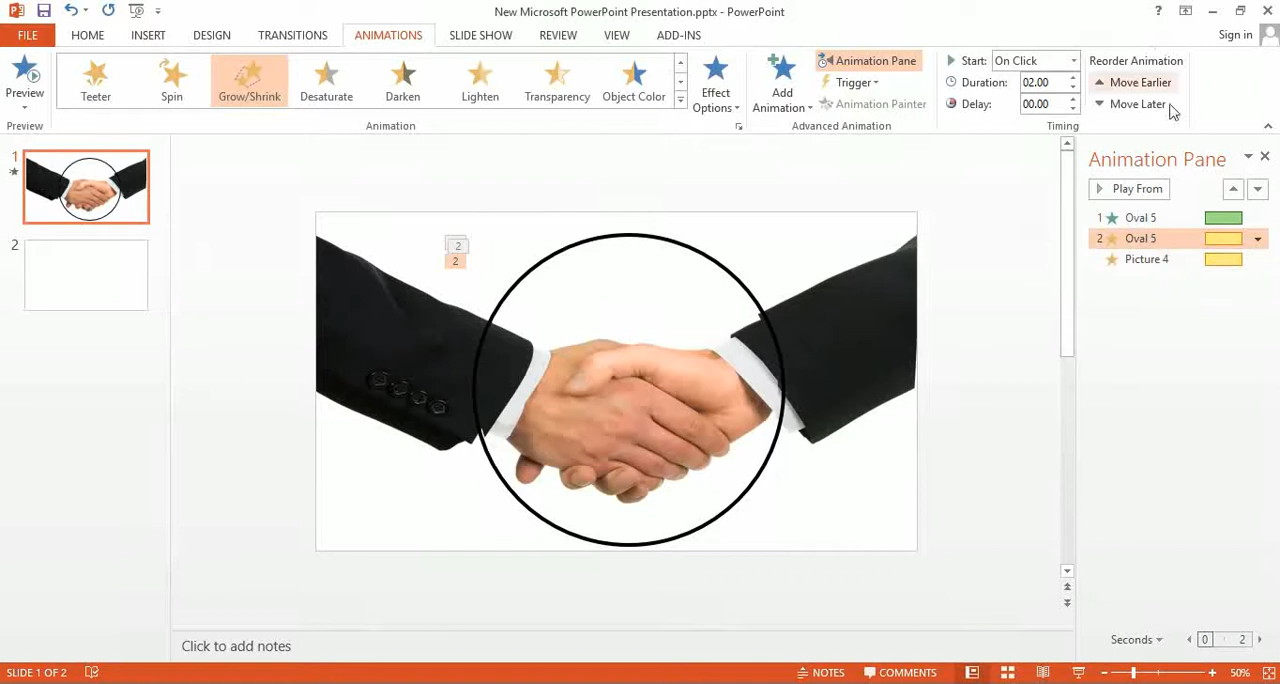 New Microsoft PowerPoint Presentation.pptx - PowerPoint
?
FILE HOME INSERT DESIGN TRANSITIONS ANIMATIONS SLIDE SHOW REVIEW VIEW ADD-INS Sign in
Preview
Preview
Teeter Spin Grow/Shrink Desaturate Darken Lighten Transparency Object Color
Animation
Effect
Options
Add
Animation
Animation Pane
Trigger
Animation Painter
Advanced Animation
Start: On Click
Duration: 02.00
Delay: 00.00
Timing
Reorder Animation
Move Earlier
Move Later
1
2
2
2
Animation Pane
Play From
1 Oval 5
2 Oval 5
Picture 4
Seconds 0 2
Click to add notes
SLIDE 1 OF 2 NOTES COMMENTS 50%